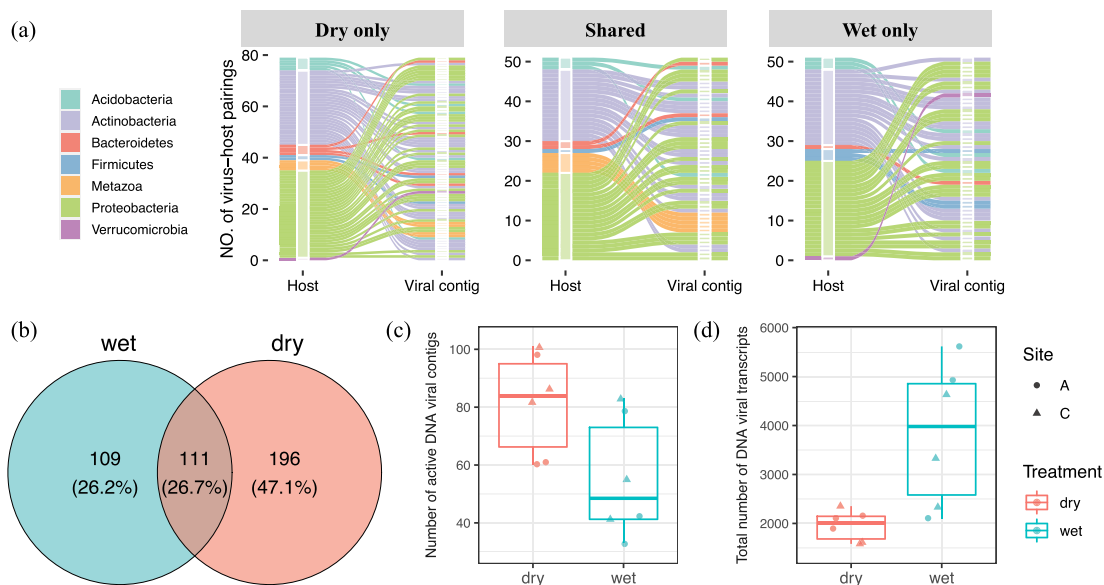 (a)
Dry only
Shared
Wet only
Acidobacteria
Actinobacteria
Bacteroidetes
Firmicutes
Metazoa
Proteobacteria
Verrucomicrobia
NO. of virus−host pairings
80
60
40
20
0
50
40
30
20
10
0
50
40
30
20
10
0
Host
Viral contig
Host
Viral contig
Host
Viral contig
(b)
wet
dry
109
(26.2%)
111
(26.7%)
196
(47.1%)
(c)
Number of active DNA viral contigs
100
80
60
40
dry
wet
(d)
Total number of DNA viral transcripts
6000
5000
4000
3000
2000
dry
wet
Site
A
C
Treatment
dry
wet